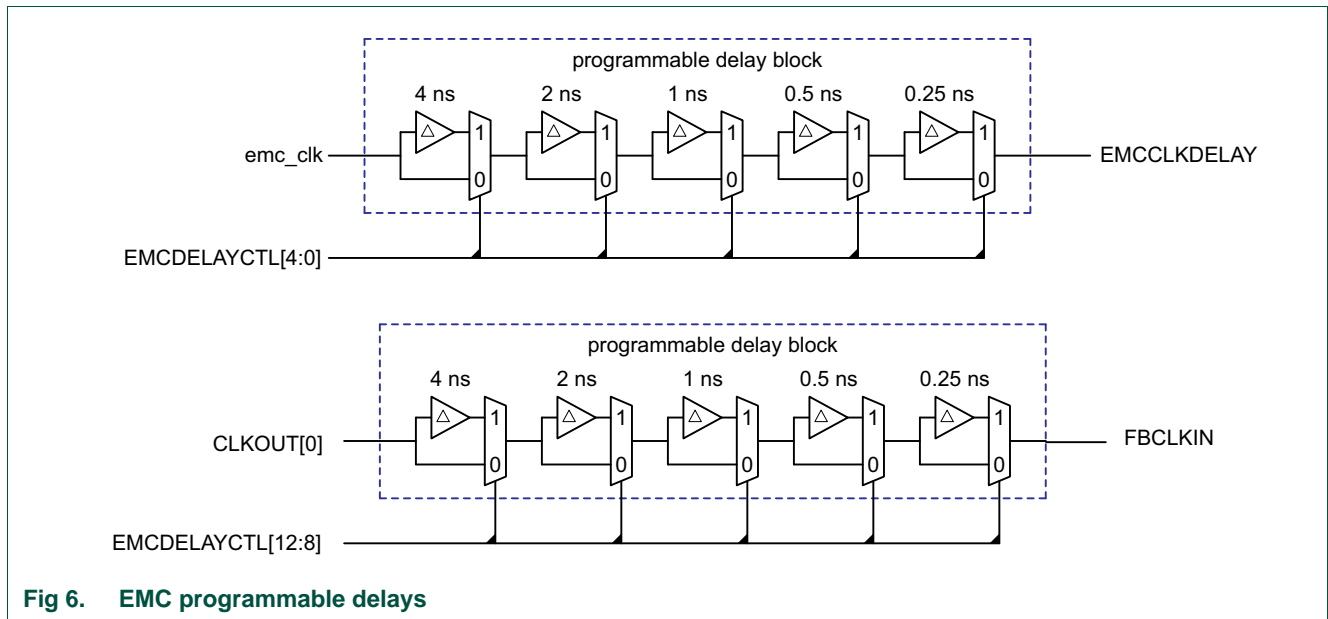 programmable delay block
4 ns 2 ns 1 ns 0.5 ns 0.25 ns
△ 1 △ 1 △ 1 △ 1 △ 1
emc_clk EMCCLKDELAY
0 0 0 0 0
EMCDELAYCTL[4:0]
programmable delay block
4 ns 2 ns 1 ns 0.5 ns 0.25 ns
△ 1 △ 1 △ 1 △ 1 △ 1
CLKOUT[0] FBCLKIN
0 0 0 0 0
EMCDELAYCTL[12:8]
Fig 6. EMC programmable delays